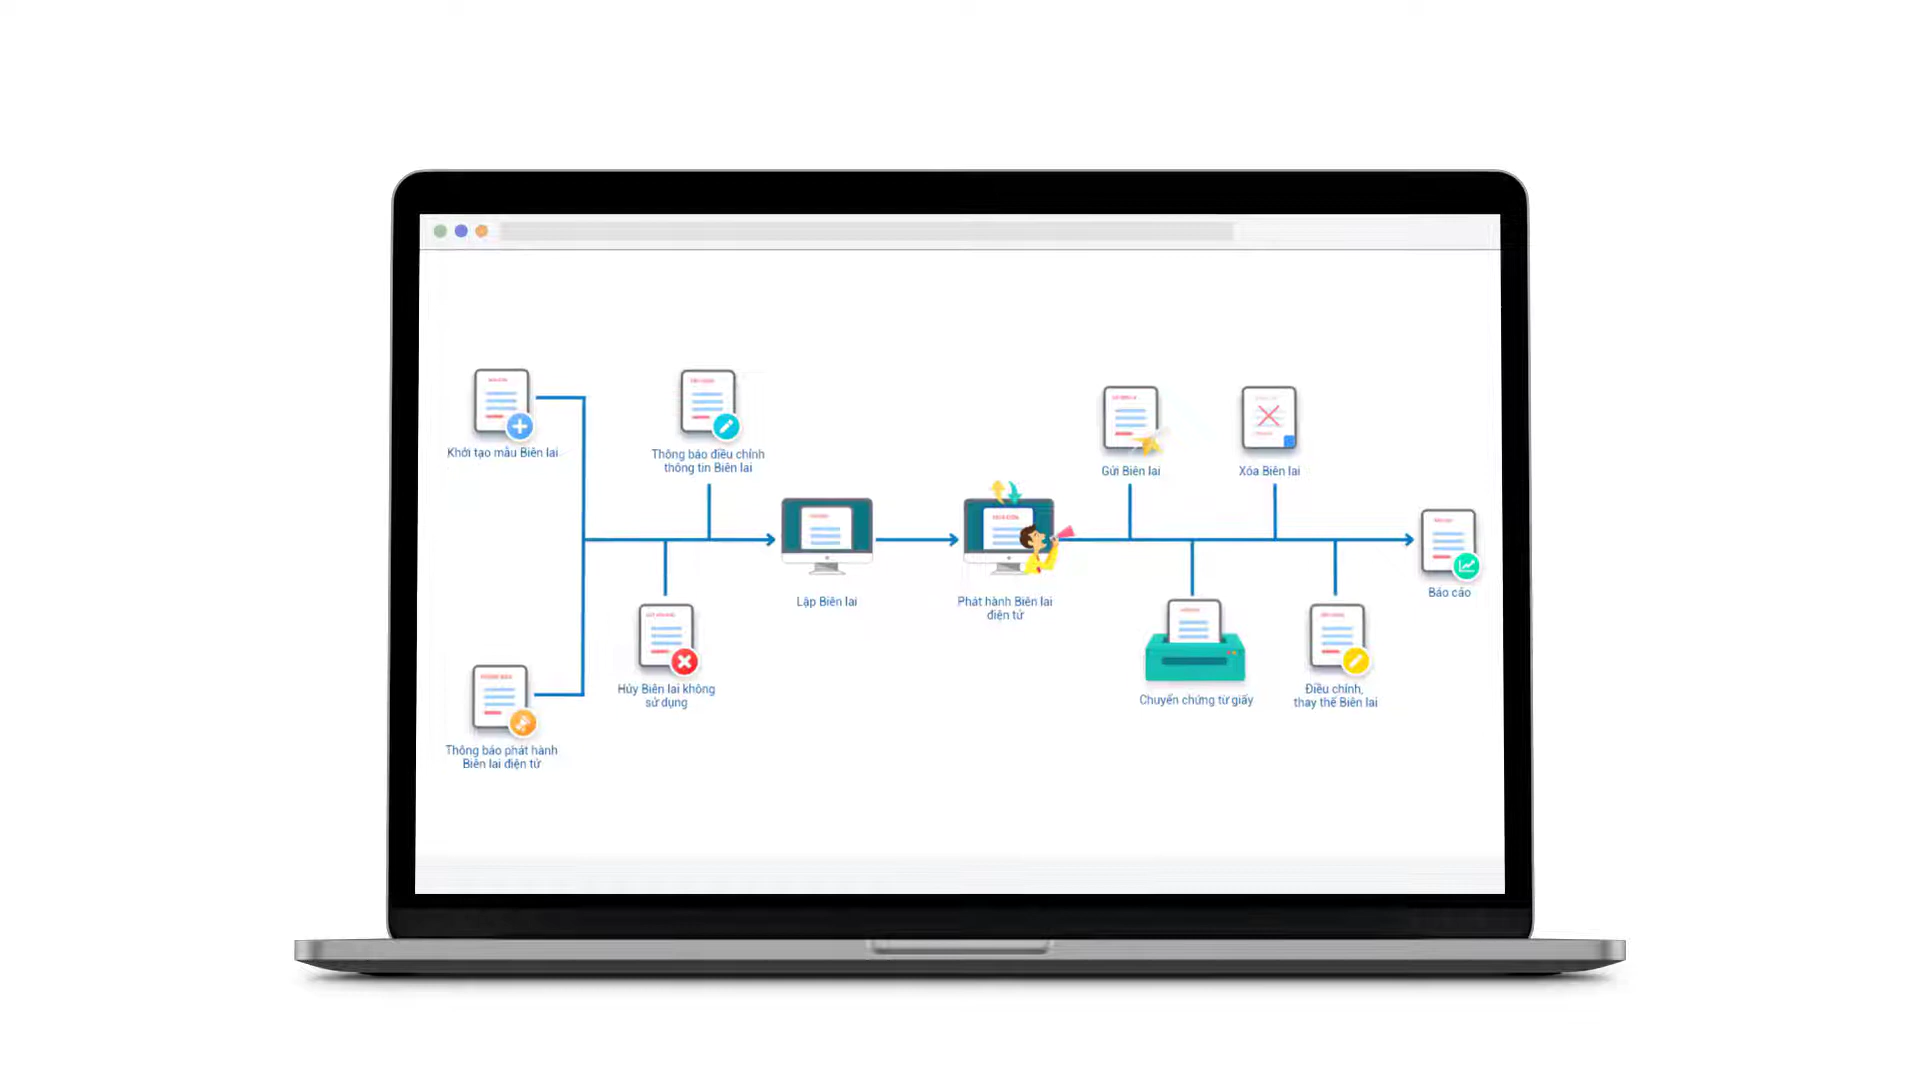 Khởi tạo mẫu Biên lai
Thông báo điều chỉnh
thông tin Biên lai
Gửi Biên lai
Xóa Biên lai
Lập Biên lai
Phát hành Biên lai
điện tử
Báo cáo
Hủy Biên lai không
sử dụng
Chuyển chứng từ giấy
Điều chỉnh,
thay thế Biên lai
Thông báo phát hành
Biên lai điện tử